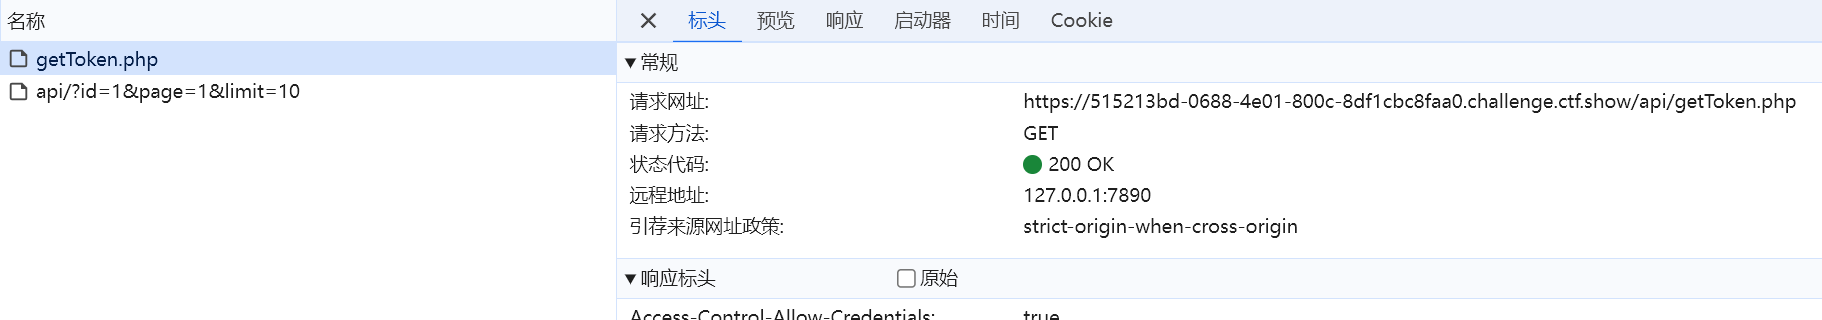 名称
getToken.php
api/?id=1&page=1&limit=10
标头 预览 响应 启动器 时间 Cookie
常规
请求网址: https://515213bd-0688-4e01-800c-8df1cbc8faa0.challenge.ctf.show/api/getToken.php
请求方法: GET
状态代码: 200 OK
远程地址: 127.0.0.1:7890
引荐来源网址政策: strict-origin-when-cross-origin
响应标头 原始
Access-Control-Allow-Credentials: true